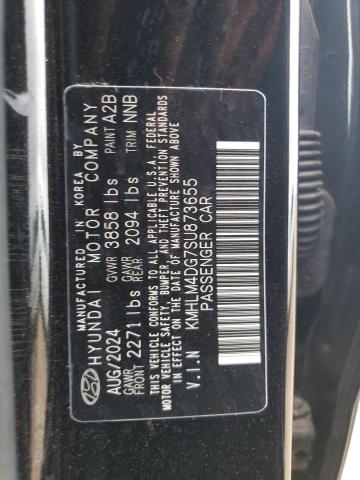 MANUFACTURED IN KOREA BY
HYUNDAI MOTOR COMPANY
AUG/2024 GVWR 3858 lbs PAINT A2B
GAWR FRONT 2271 lbs GAWR REAR 2094 lbs TRIM NNB
THIS VEHICLE CONFORMS TO ALL APPLICABLE U.S.A. FEDERAL
MOTOR VEHICLE SAFETY, BUMPER, AND THEFT PREVENTION STANDARDS
IN EFFECT ON THE DATE OF MANUFACTURE SHOWN ABOVE
V.I.N KMHLM4DG7SU873655
PASSENGER CAR